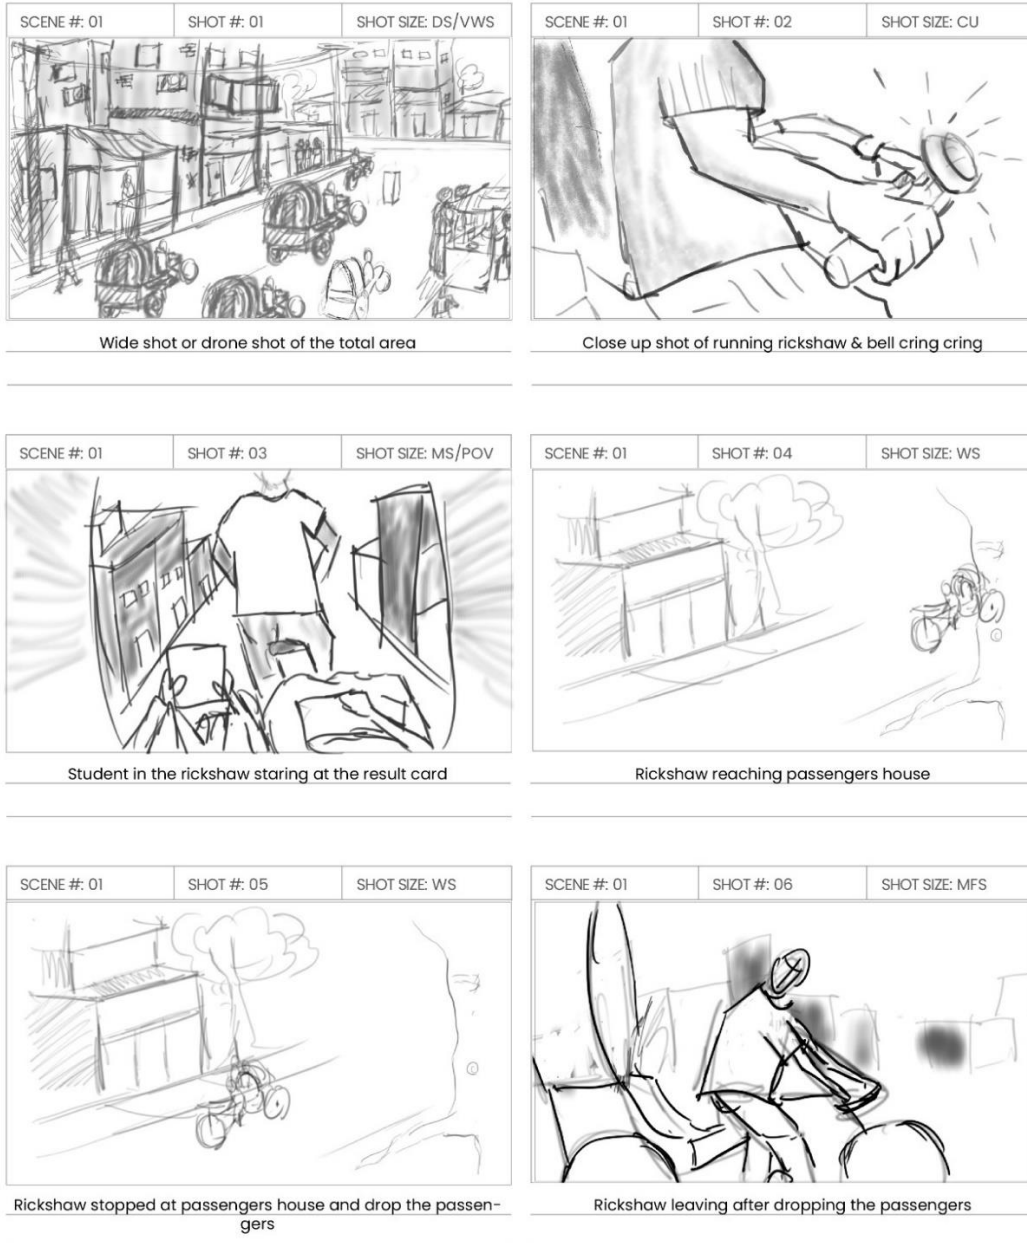 SCENE #: 01 SHOT #: 01 SHOT SIZE: DS/VWS
Wide shot or drone shot of the total area
SCENE #: 01 SHOT #: 02 SHOT SIZE: CU
Close up shot of running rickshaw & bell cring cring
SCENE #: 01 SHOT #: 03 SHOT SIZE: MS/POV
Student in the rickshaw staring at the result card
SCENE #: 01 SHOT #: 04 SHOT SIZE: WS
Rickshaw reaching passengers house
SCENE #: 01 SHOT #: 05 SHOT SIZE: WS
Rickshaw stopped at passengers house and drop the passen-
gers
SCENE #: 01 SHOT #: 06 SHOT SIZE: MFS
Rickshaw leaving after dropping the passengers